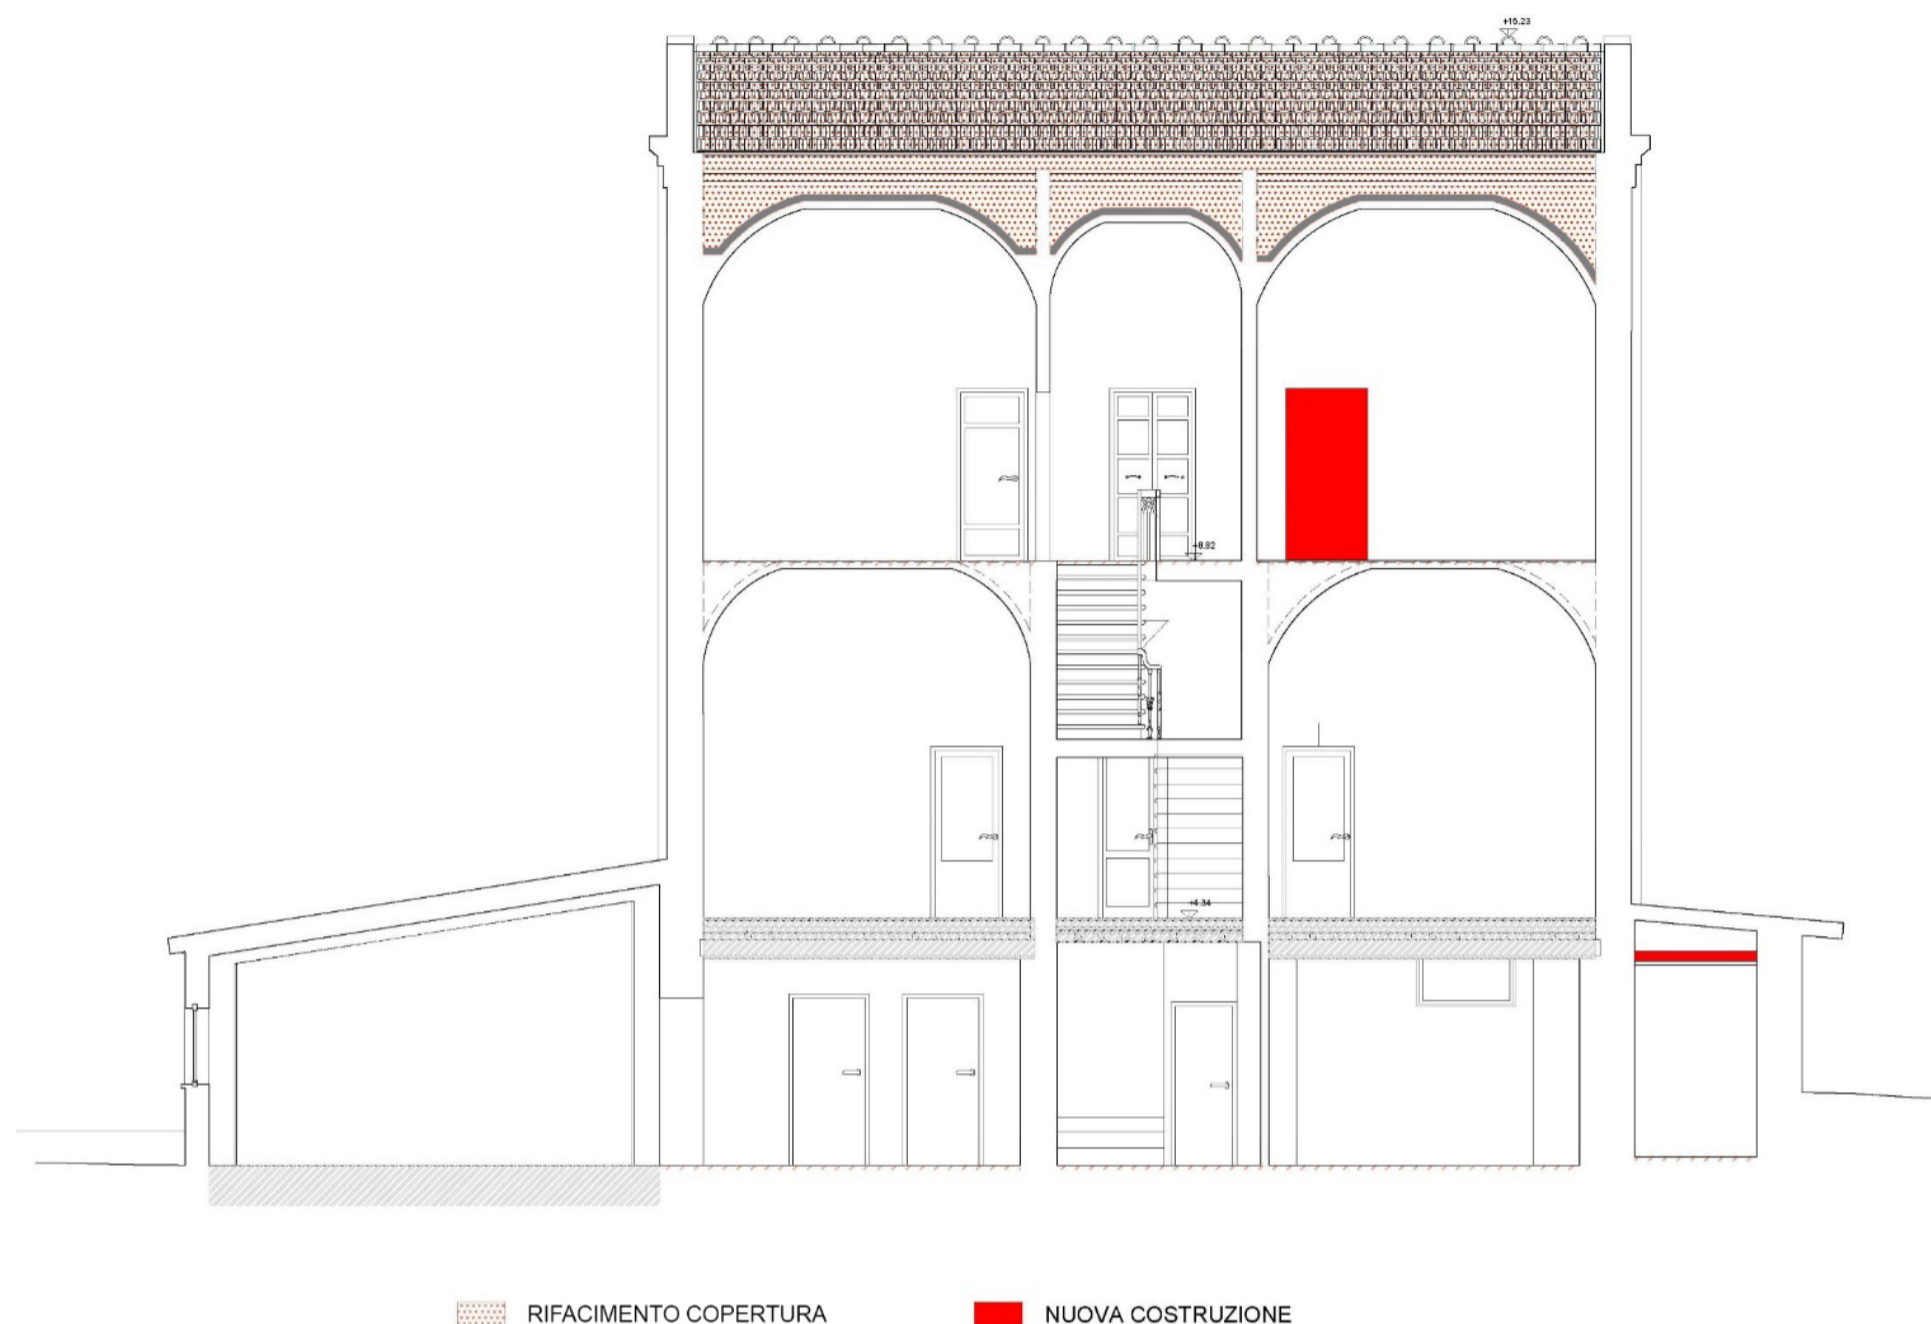 +16.23
+8.82
+4.34
RIFACIMENTO COPERTURA
NUOVA COSTRUZIONE